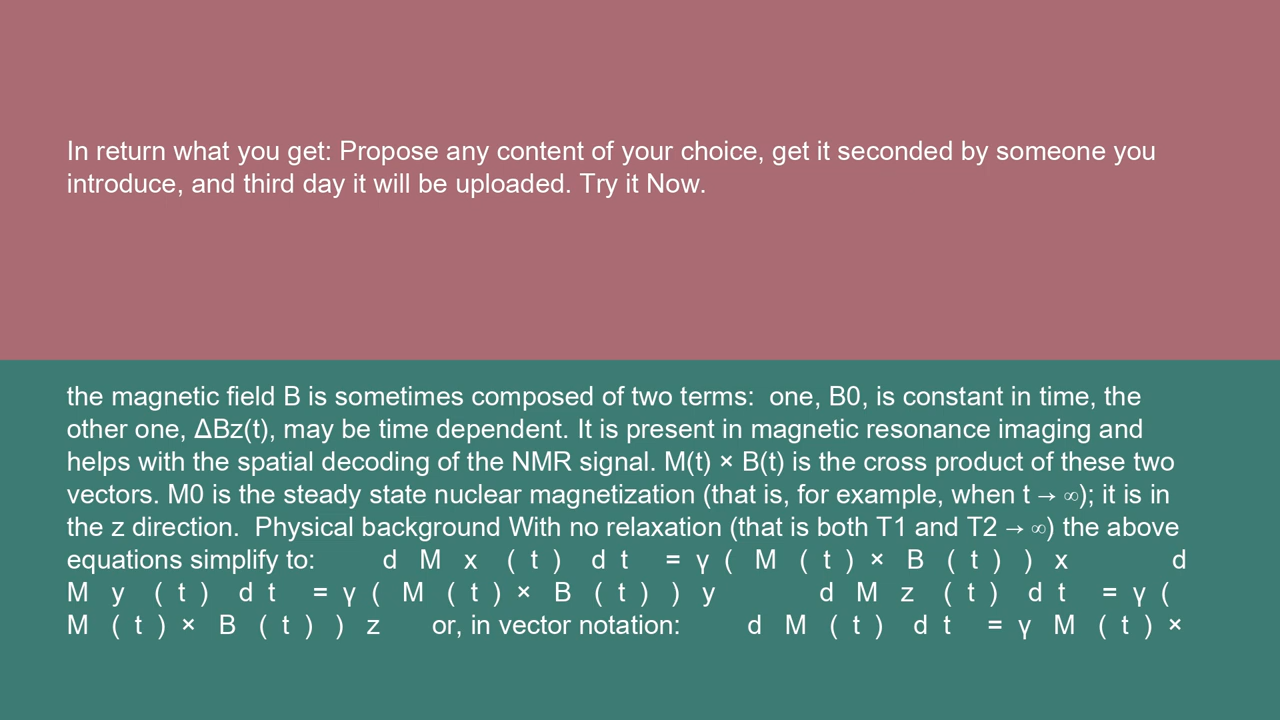 In return what you get: Propose any content of your choice, get it seconded by someone you
introduce, and third day it will be uploaded. Try it Now.
the magnetic field B is sometimes composed of two terms:  one, B0, is constant in time, the
other one, ΔBz(t), may be time dependent. It is present in magnetic resonance imaging and
helps with the spatial decoding of the NMR signal. M(t) × B(t) is the cross product of these two
vectors. M0 is the steady state nuclear magnetization (that is, for example, when t → ∞); it is in
the z direction.  Physical background With no relaxation (that is both T1 and T2 → ∞) the above
equations simplify to:     d M x ( t ) d t = γ ( M ( t ) × B ( t ) ) x     d
M y ( t ) d t = γ ( M ( t ) × B ( t ) ) y     d M z ( t ) d t = γ (
M ( t ) × B ( t ) ) z     or, in vector notation:     d M ( t ) d t = γ M ( t ) ×